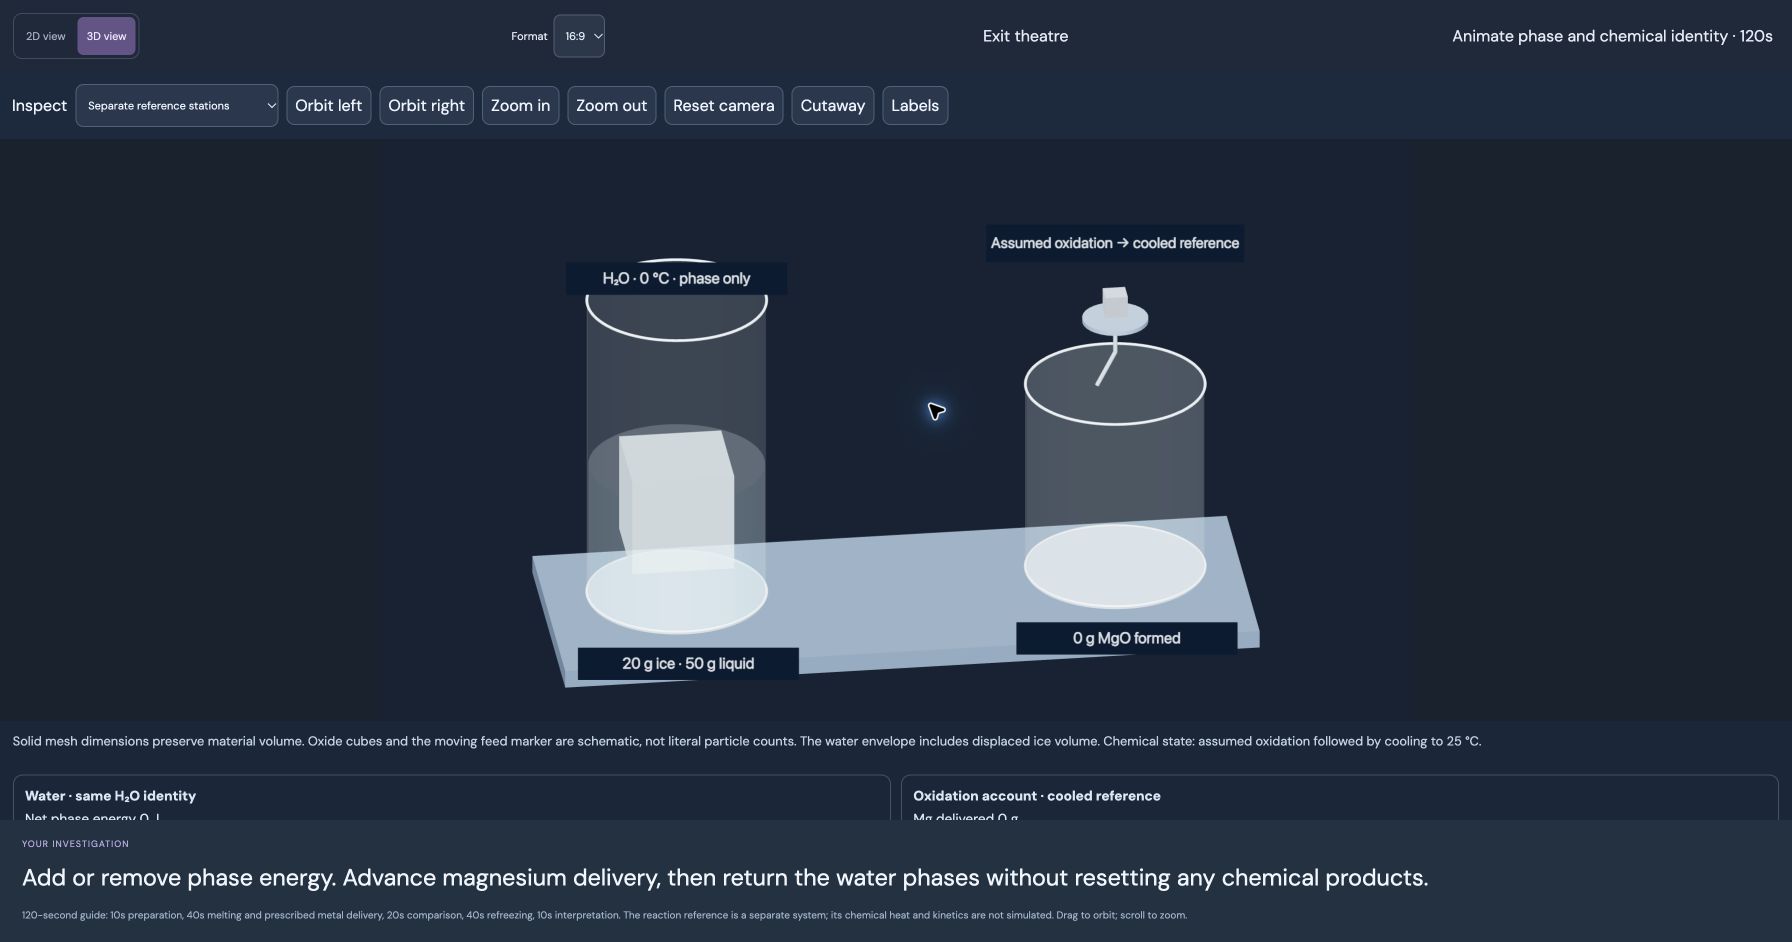 2D view
3D view
Format
16:9
Exit theatre
Animate phase and chemical identity · 120s
Inspect
Separate reference stations
Orbit left
Orbit right
Zoom in
Zoom out
Reset camera
Cutaway
Labels
Assumed oxidation → cooled reference
H₂O · 0 °C · phase only
0 g MgO formed
20 g ice · 50 g liquid
Solid mesh dimensions preserve material volume. Oxide cubes and the moving feed marker are schematic, not literal particle counts. The water envelope includes displaced ice volume. Chemical state: assumed oxidation followed by cooling to 25 °C.
Water · same H₂O identity
Net phase energy 0 J
Oxidation account · cooled reference
Mg delivered 0 g
YOUR INVESTIGATION
Add or remove phase energy. Advance magnesium delivery, then return the water phases without resetting any chemical products.
120-second guide: 10s preparation, 40s melting and prescribed metal delivery, 20s comparison, 40s refreezing, 10s interpretation. The reaction reference is a separate system; its chemical heat and kinetics are not simulated. Drag to orbit; scroll to zoom.